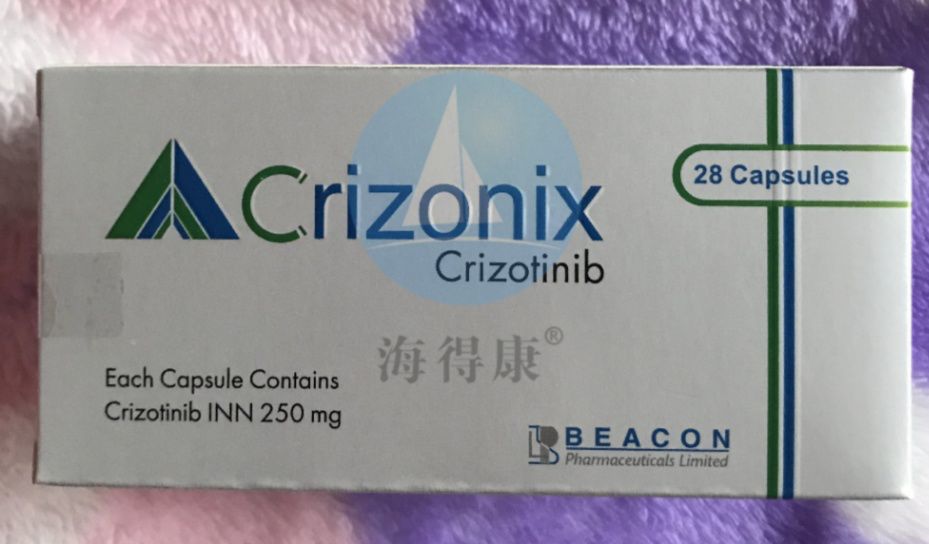 Crizonix
Crizotinib
28 Capsules
海得康®
Each Capsule Contains
Crizotinib INN 250 mg
BEACON
Pharmaceuticals Limited